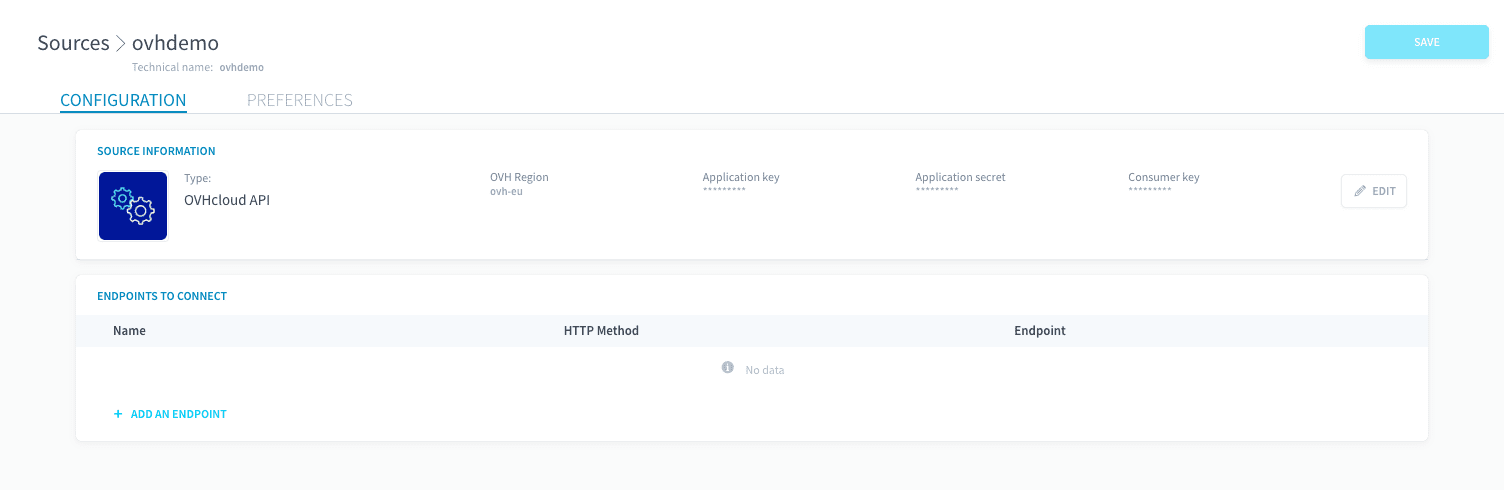 Sources > ovhdemo
SAVE
Technical name: ovhdemo
CONFIGURATION PREFERENCES
SOURCE INFORMATION
Type:
OVHcloud API
OVH Region
ovh-eu
Application key
*********
Application secret
*********
Consumer key
*********
EDIT
ENDPOINTS TO CONNECT
Name HTTP Method Endpoint
No data
+ ADD AN ENDPOINT